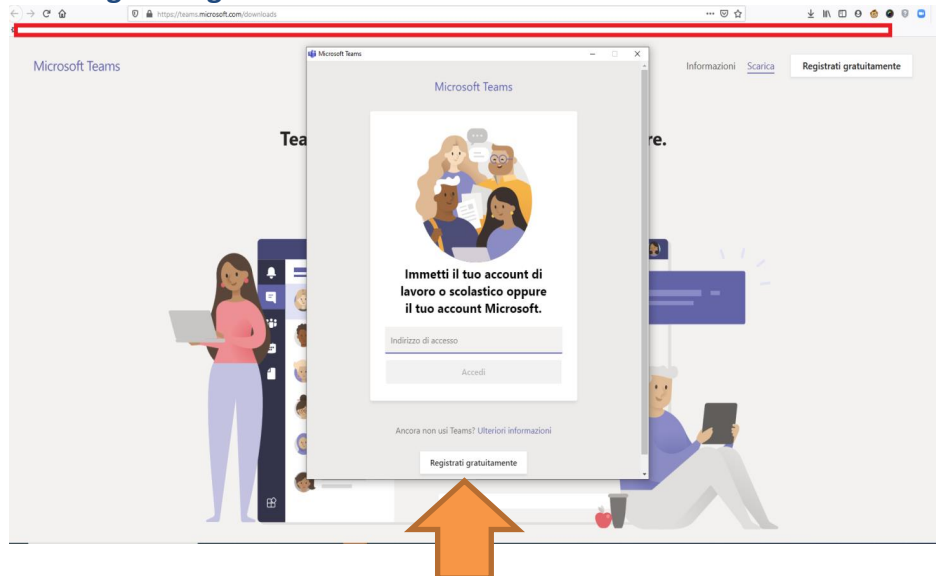 https://teams.microsoft.com/downloads
Microsoft Teams
Informazioni
Scarica
Registrati gratuitamente
Microsoft Teams
Microsoft Teams
Immetti il tuo account di
lavoro o scolastico oppure
il tuo account Microsoft.
Indirizzo di accesso
Accedi
Ancora non usi Teams? Ulteriori informazioni
Registrati gratuitamente